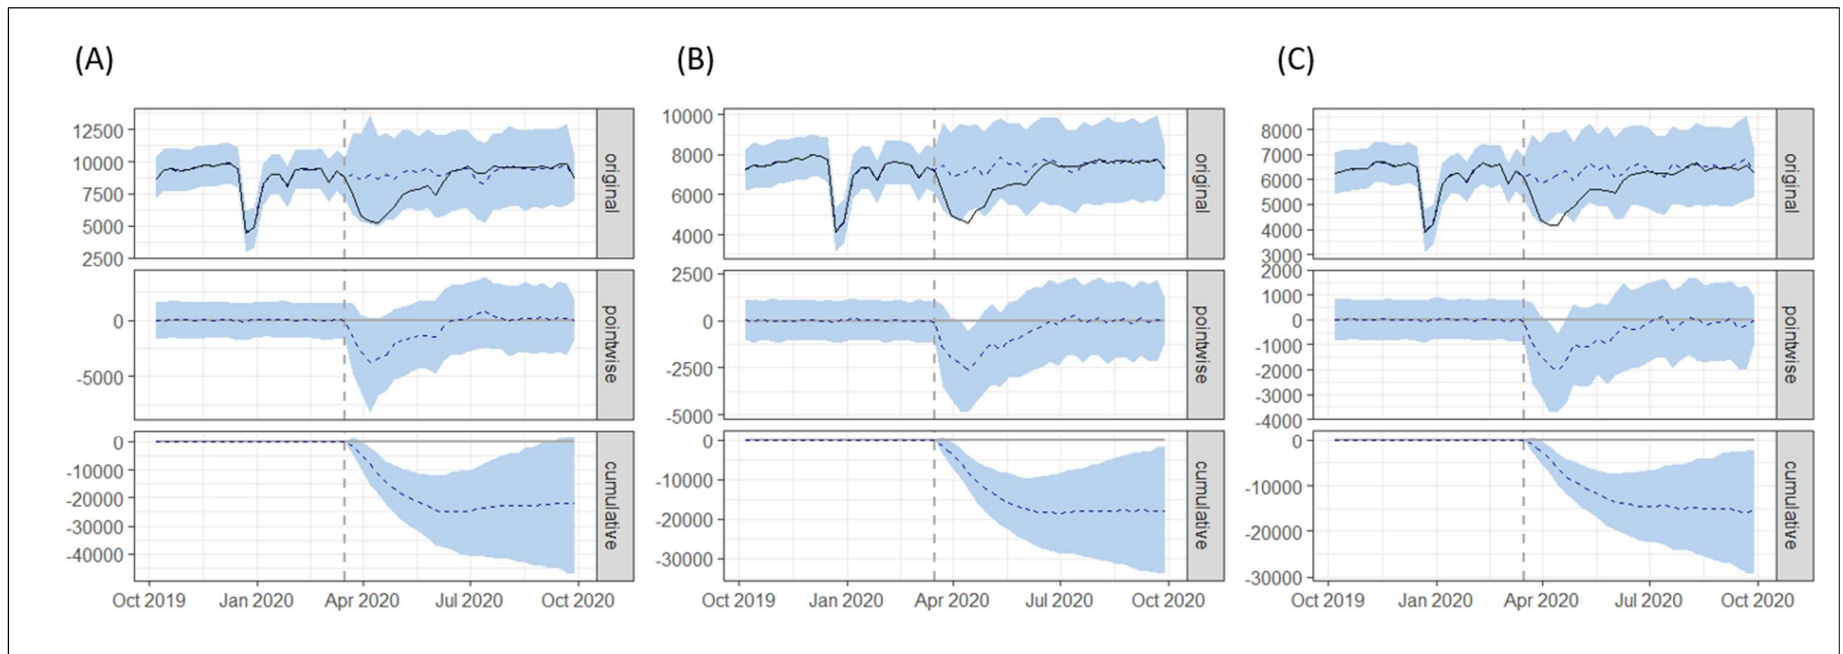 (A)
12500
10000
7500
5000
2500
original
0
-5000
pointwise
0
-10000
-20000
-30000
-40000
cumulative
Oct 2019 Jan 2020 Apr 2020 Jul 2020 Oct 2020
(B)
10000
8000
6000
4000
original
2500
0
-2500
-5000
pointwise
0
-10000
-20000
-30000
cumulative
Oct 2019 Jan 2020 Apr 2020 Jul 2020 Oct 2020
(C)
8000
7000
6000
5000
4000
3000
original
2000
1000
0
-1000
-2000
-3000
-4000
pointwise
0
-10000
-20000
-30000
cumulative
Oct 2019 Jan 2020 Apr 2020 Jul 2020 Oct 2020